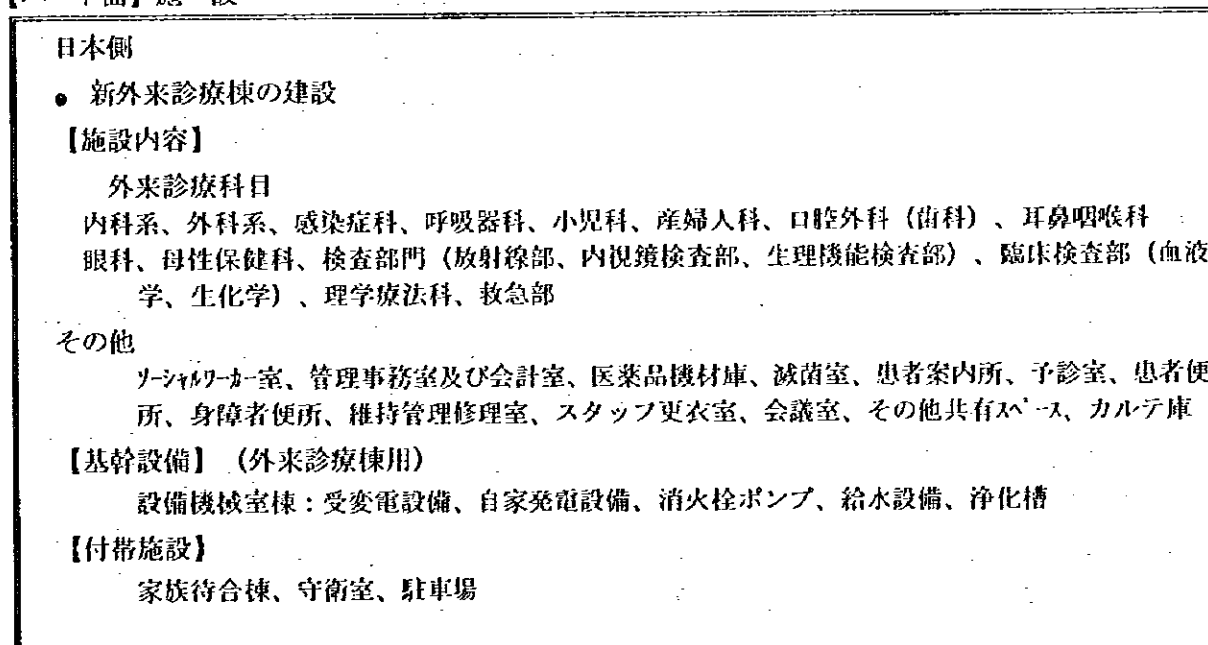 日本側
● 新外来診療棟の建設
【施設内容】
外来診療科目
内科系、外科系、感染症科、呼吸器科、小児科、産婦人科、口腔外科（歯科）、耳鼻咽喉科
眼科、母性保健科、検査部門（放射線部、内視鏡検査部、生理機能検査部）、臨床検査部（血液
学、生化学）、理学療法科、救急部
その他
ソーシャルワーカー室、管理事務室及び会計室、医薬品機材庫、滅菌室、患者案内所、予診室、患者便
所、身障者便所、維持管理修理室、スタッフ更衣室、会議室、その他共有スペース、カルテ庫
【基幹設備】（外来診療棟用）
設備機械室棟：受変電設備、自家発電設備、消火栓ポンプ、給水設備、浄化槽
【付帯施設】
家族待合棟、守衛室、駐車場